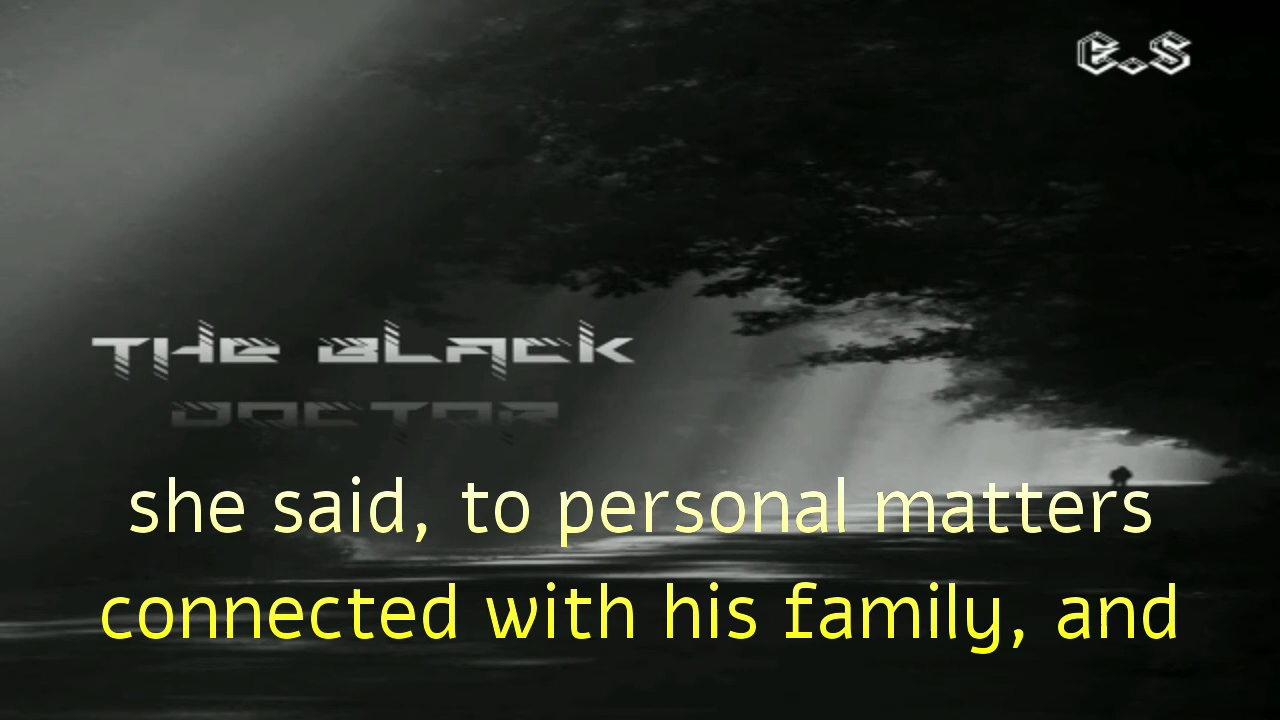 E.S
THE BLACK
DOCTOR
she said, to personal matters
connected with his family, and